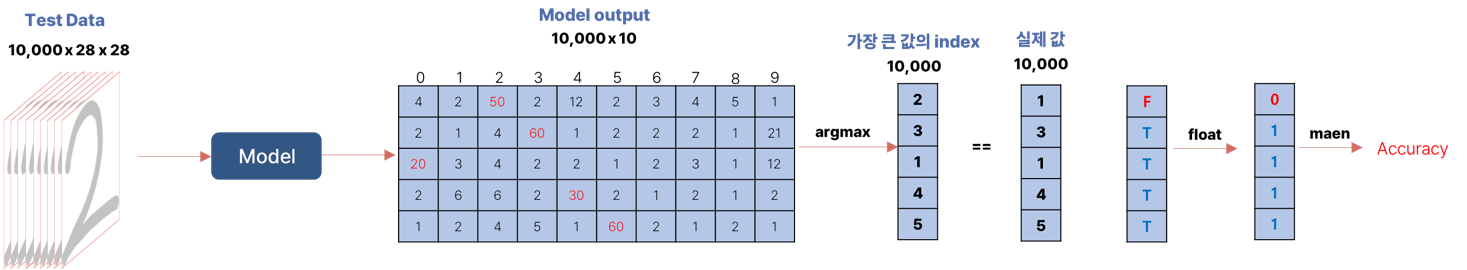 Test Data
10,000 x 28 x 28
2
Model
Model output
10,000 x 10
0 1 2 3 4 5 6 7 8 9
4 2 50 2 12 2 3 4 5 1
2 1 4 60 1 2 2 2 1 21
20 3 4 2 2 1 2 3 1 12
2 6 6 2 30 2 1 2 1 2
1 2 4 5 1 60 2 1 2 1
argmax
가장 큰 값의 index
10,000
2
3
1
4
5
==
실제 값
10,000
1
3
1
4
5
F
T
T
T
T
float
0
1
1
1
1
maen
Accuracy